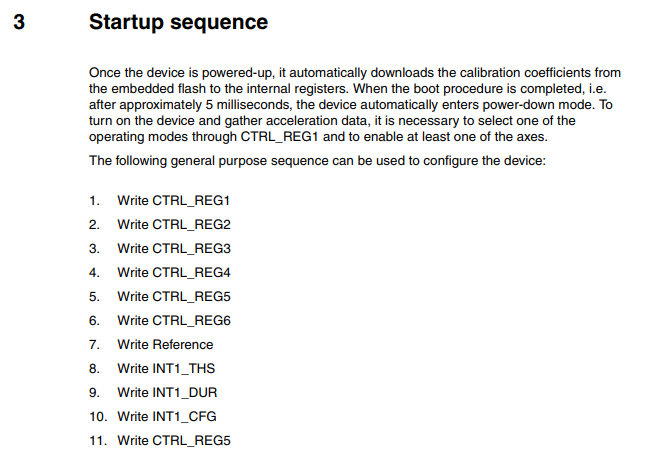 3 Startup sequence
Once the device is powered-up, it automatically downloads the calibration coefficients from
the embedded flash to the internal registers. When the boot procedure is completed, i.e.
after approximately 5 milliseconds, the device automatically enters power-down mode. To
turn on the device and gather acceleration data, it is necessary to select one of the
operating modes through CTRL_REG1 and to enable at least one of the axes.
The following general purpose sequence can be used to configure the device:
1. Write CTRL_REG1
2. Write CTRL_REG2
3. Write CTRL_REG3
4. Write CTRL_REG4
5. Write CTRL_REG5
6. Write CTRL_REG6
7. Write Reference
8. Write INT1_THS
9. Write INT1_DUR
10. Write INT1_CFG
11. Write CTRL_REG5